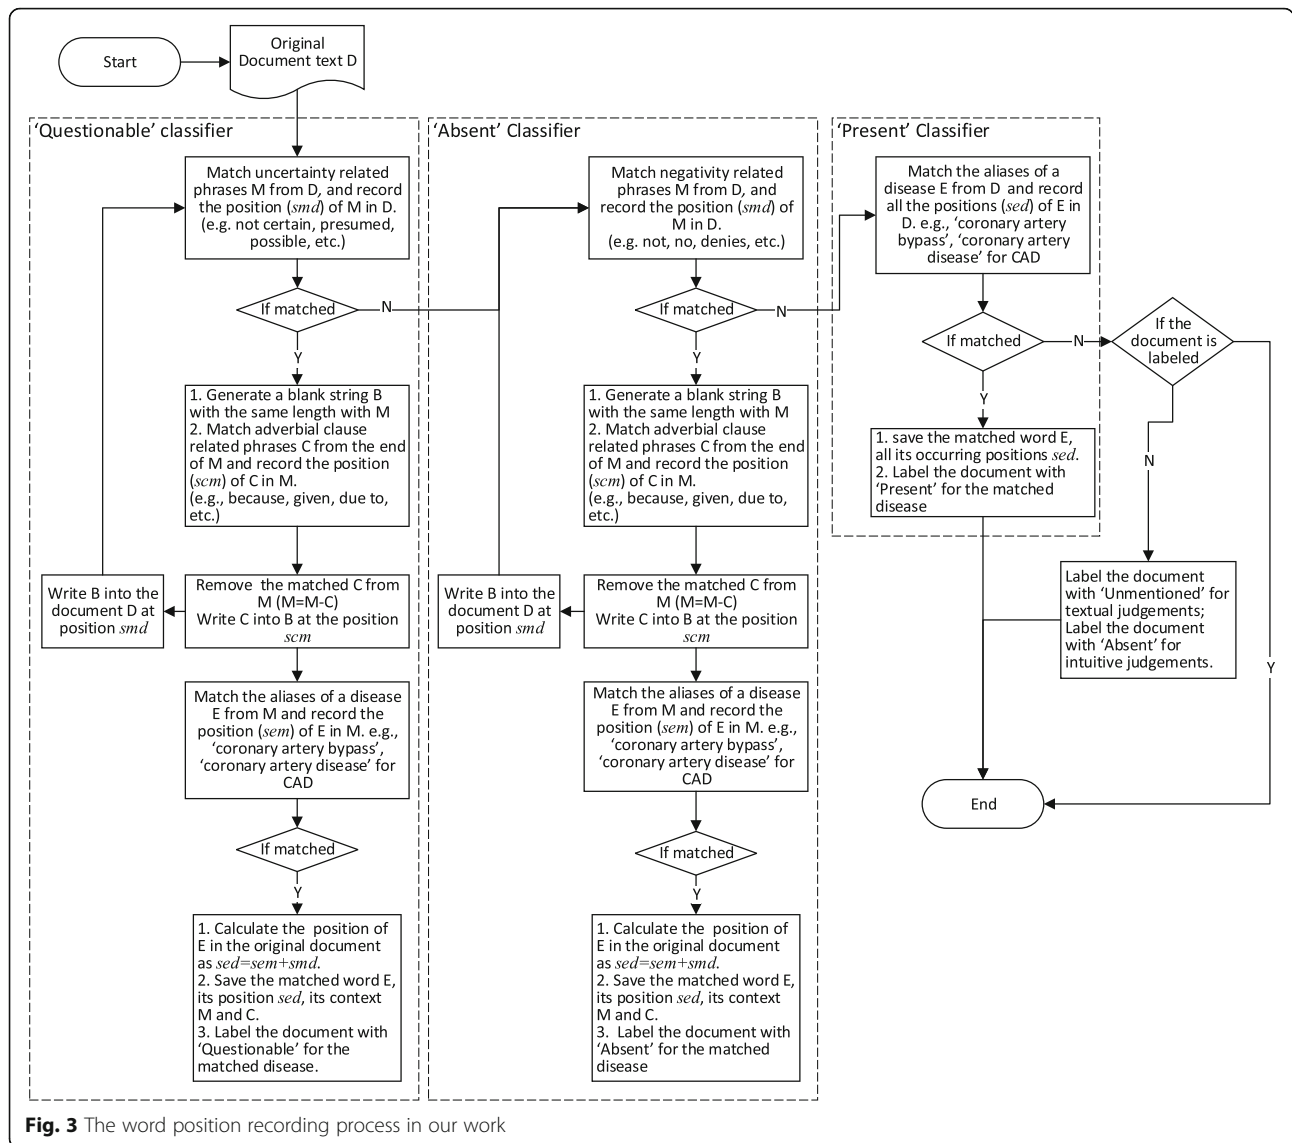 Start
Original
Document text D
‘Questionable’ classifier
Match uncertainty related
phrases M from D, and record
the position (smd) of M in D.
(e.g. not certain, presumed,
possible, etc.)
If matched
N
Y
1. Generate a blank string B
with the same length with M
2. Match adverbial clause
related phrases C from the end
of M and record the position
(scm) of C in M.
(e.g., because, given, due to,
etc.)
Remove the matched C from
M (M=M-C)
Write C into B at the position
scm
Write B into the
document D at
position smd
Match the aliases of a disease
E from M and record the
position (sem) of E in M. e.g.,
‘coronary artery bypass’,
‘coronary artery disease’ for
CAD
If matched
Y
1. Calculate the position of
E in the original document
as sed=sem+smd.
2. Save the matched word E,
its position sed, its context
M and C.
3. Label the document with
‘Questionable’ for the
matched disease.
‘Absent’ Classifier
Match negativity related
phrases M from D, and
record the position (smd) of
M in D.
(e.g. not, no, denies, etc.)
If matched
N
Y
1. Generate a blank string B
with the same length with M
2. Match adverbial clause
related phrases C from the end
of M and record the position
(scm) of C in M.
(e.g., because, given, due to,
etc.)
Remove the matched C from
M (M=M-C)
Write C into B at the position
scm
Write B into the
document D at
position smd
Match the aliases of a disease
E from M and record the
position (sem) of E in M. e.g.,
‘coronary artery bypass’,
‘coronary artery disease’ for
CAD
If matched
Y
1. Calculate the position of
E in the original document
as sed=sem+smd.
2. Save the matched word E,
its position sed, its context
M and C.
3. Label the document with
‘Absent’ for the matched
disease
‘Present’ Classifier
Match the aliases of a
disease E from D and record
all the positions (sed) of E in
D. e.g., ‘coronary artery
bypass’, ‘coronary artery
disease’ for CAD
If matched
N
Y
1. save the matched word E,
all its occurring positions sed.
2. Label the document with
‘Present’ for the matched
disease
If the
document is
labeled
N
Y
Label the document
with ‘Unmentioned’ for
textual judgements;
Label the document
with ‘Absent’ for
intuitive judgements.
End
Fig. 3 The word position recording process in our work